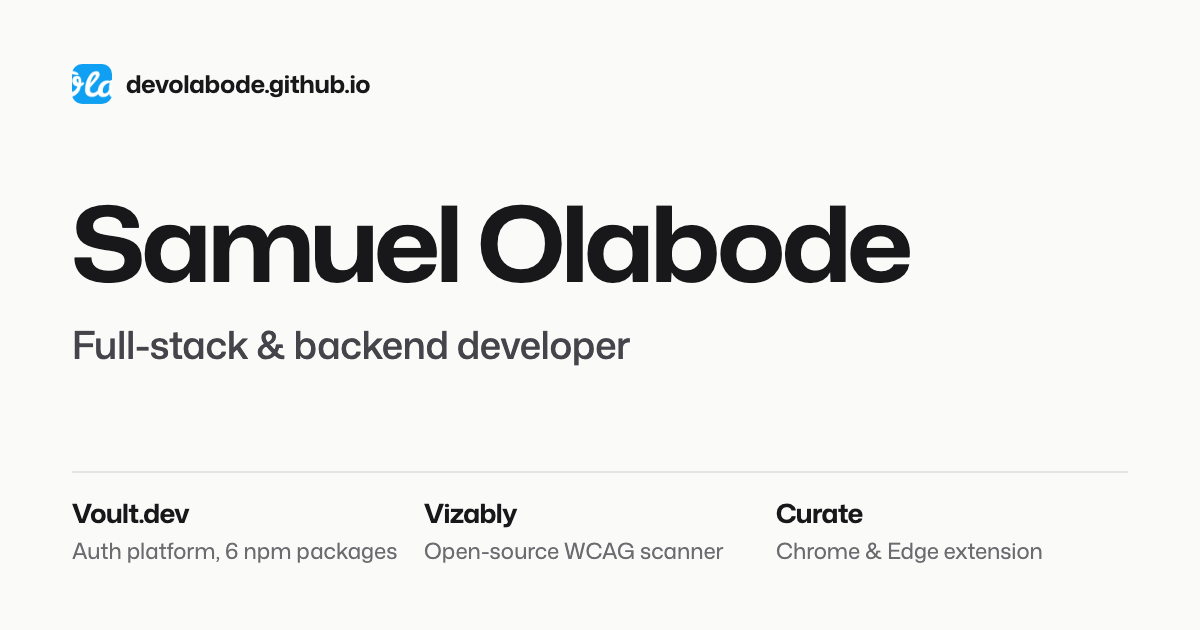 Ola
devolabode.github.io
Samuel Olabode
Full-stack & backend developer
Voult.dev
Auth platform, 6 npm packages
Vizably
Open-source WCAG scanner
Curate
Chrome & Edge extension